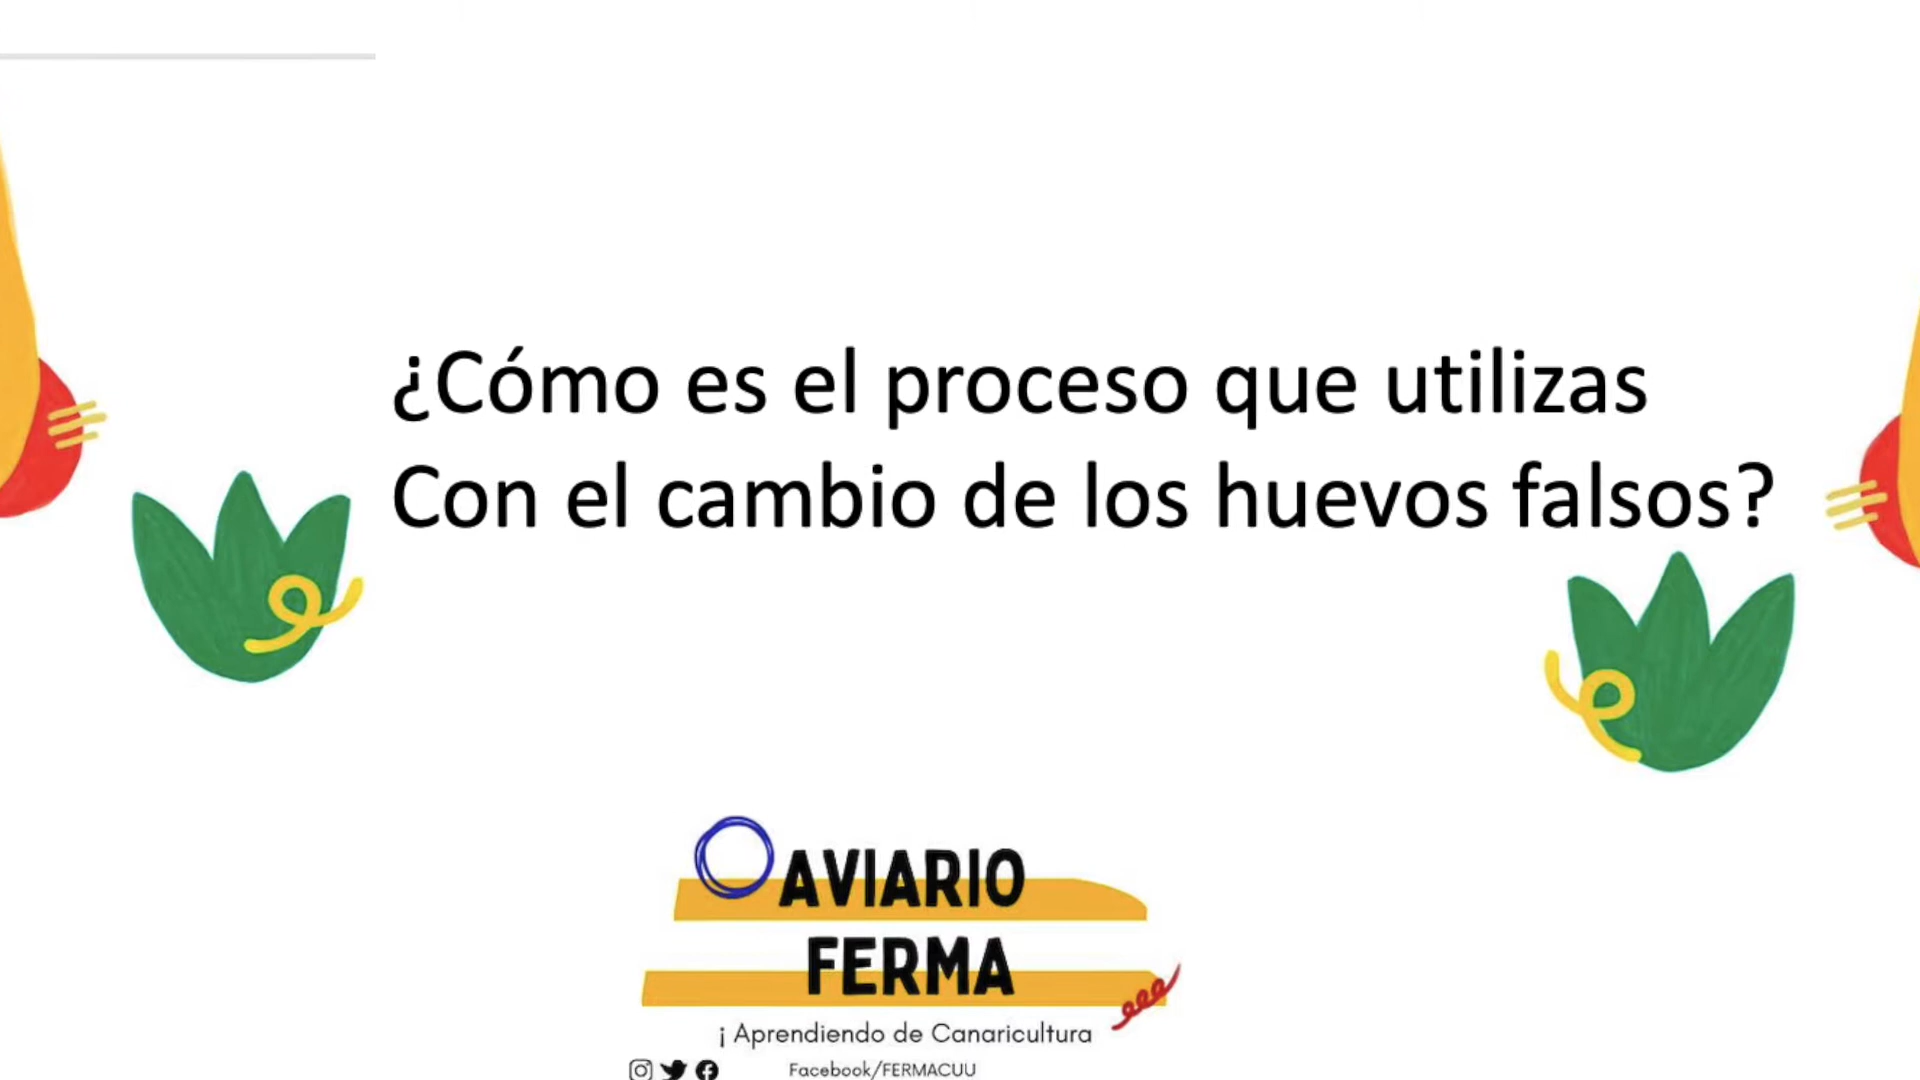 ¿Cómo es el proceso que utilizas
Con el cambio de los huevos falsos?
AVIARIO
FERMA
¡ Aprendiendo de Canaricultura
Facebook/FERMACUU